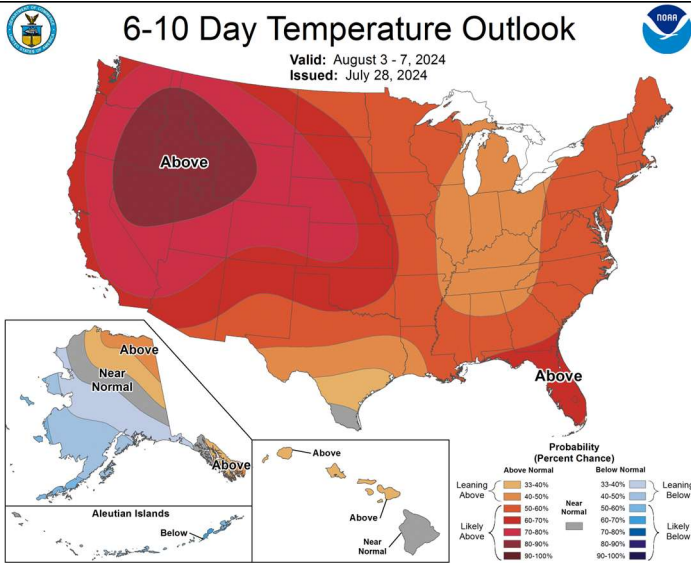 6-10 Day Temperature Outlook
Valid: August 3 - 7, 2024
Issued: July 28, 2024
NOAA
Above
Above
Above
Near
Normal
Above
Aleutian Islands
Below
Above
Above
Near
Normal
Probability
(Percent Chance)
Above Normal Below Normal
Leaning
Above
33-40% 33-40%
40-50% 40-50%
Leaning
Below
Near
Normal
Likely
Above
50-60% 50-60%
60-70% 60-70%
70-80% 70-80%
80-90% 80-90%
90-100% 90-100%
Likely
Below